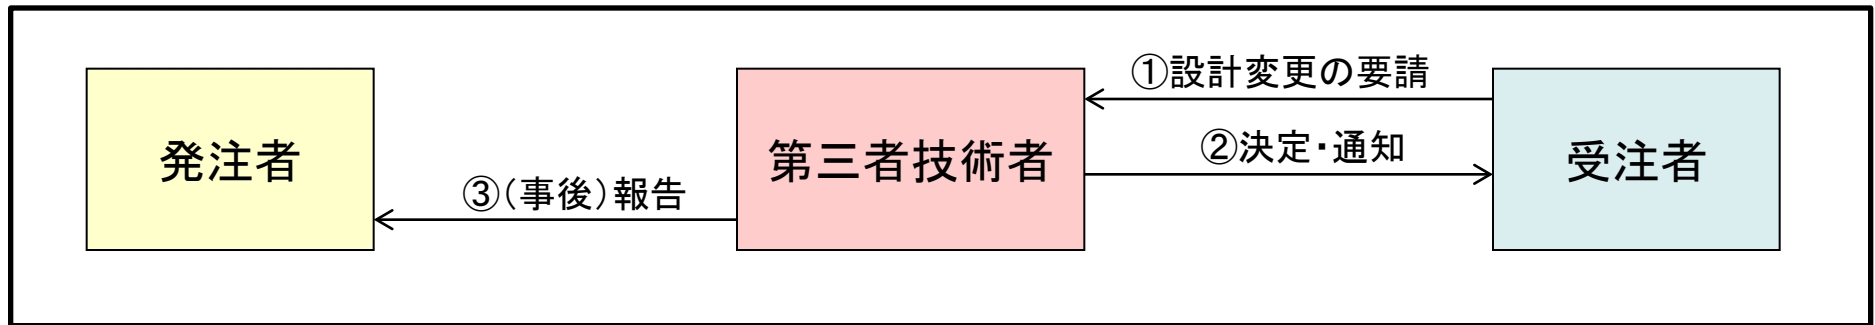 ①設計変更の要請
発注者
第三者技術者
②決定・通知
受注者
③(事後)報告